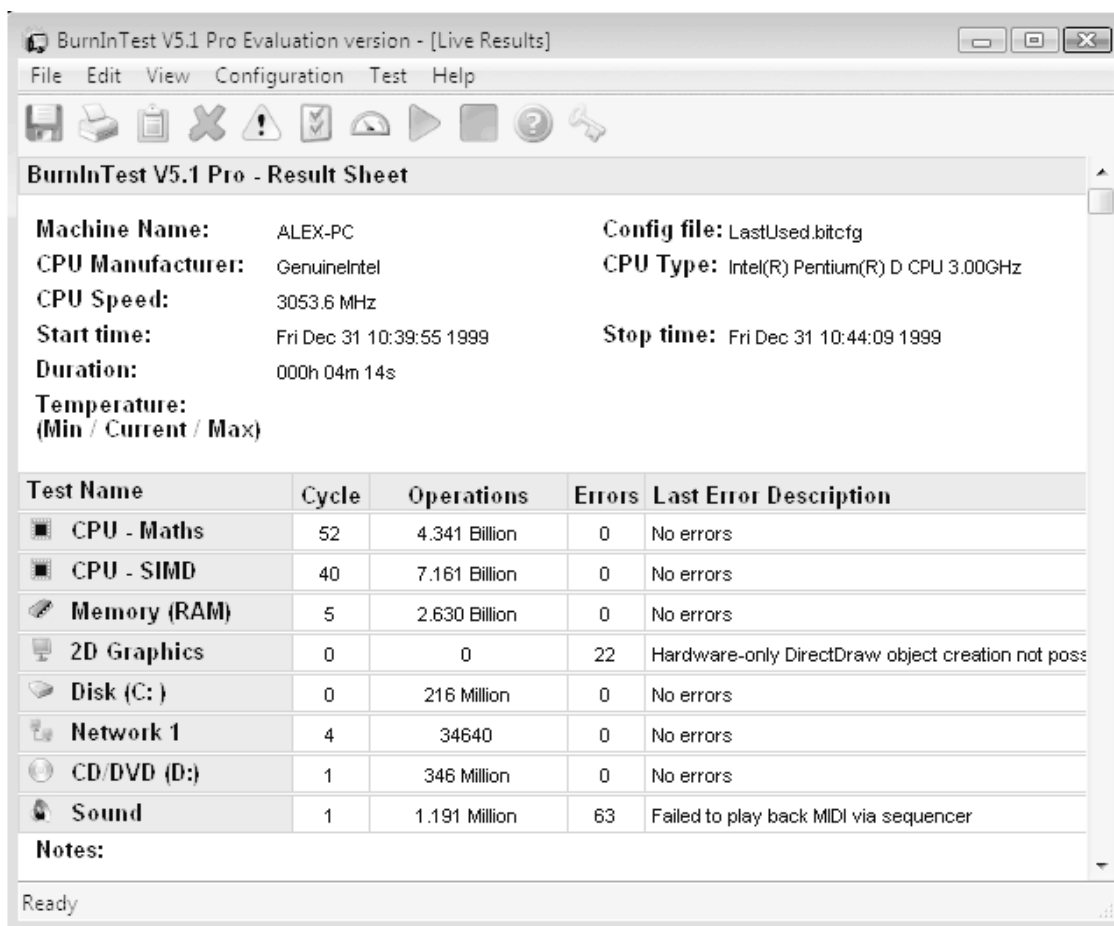 BurnInTest V5.1 Pro Evaluation version - [Live Results]
File Edit View Configuration Test Help
BurnInTest V5.1 Pro - Result Sheet
Machine Name: ALEX-PC Config file: LastUsed.bitcfg
CPU Manufacturer: GenuineIntel CPU Type: Intel(R) Pentium(R) D CPU 3.00GHz
CPU Speed: 3053.6 MHz
Start time: Fri Dec 31 10:39:55 1999 Stop time: Fri Dec 31 10:44:09 1999
Duration: 000h 04m 14s
Temperature:
(Min / Current / Max)
Test Name Cycle Operations Errors Last Error Description
CPU - Maths 52 4.341 Billion 0 No errors
CPU - SIMD 40 7.161 Billion 0 No errors
Memory (RAM) 5 2.630 Billion 0 No errors
2D Graphics 0 0 22 Hardware-only DirectDraw object creation not poss
Disk (C: ) 0 216 Million 0 No errors
Network 1 4 34640 0 No errors
CD/DVD (D:) 1 346 Million 0 No errors
Sound 1 1.191 Million 63 Failed to play back MIDI via sequencer
Notes:
Ready